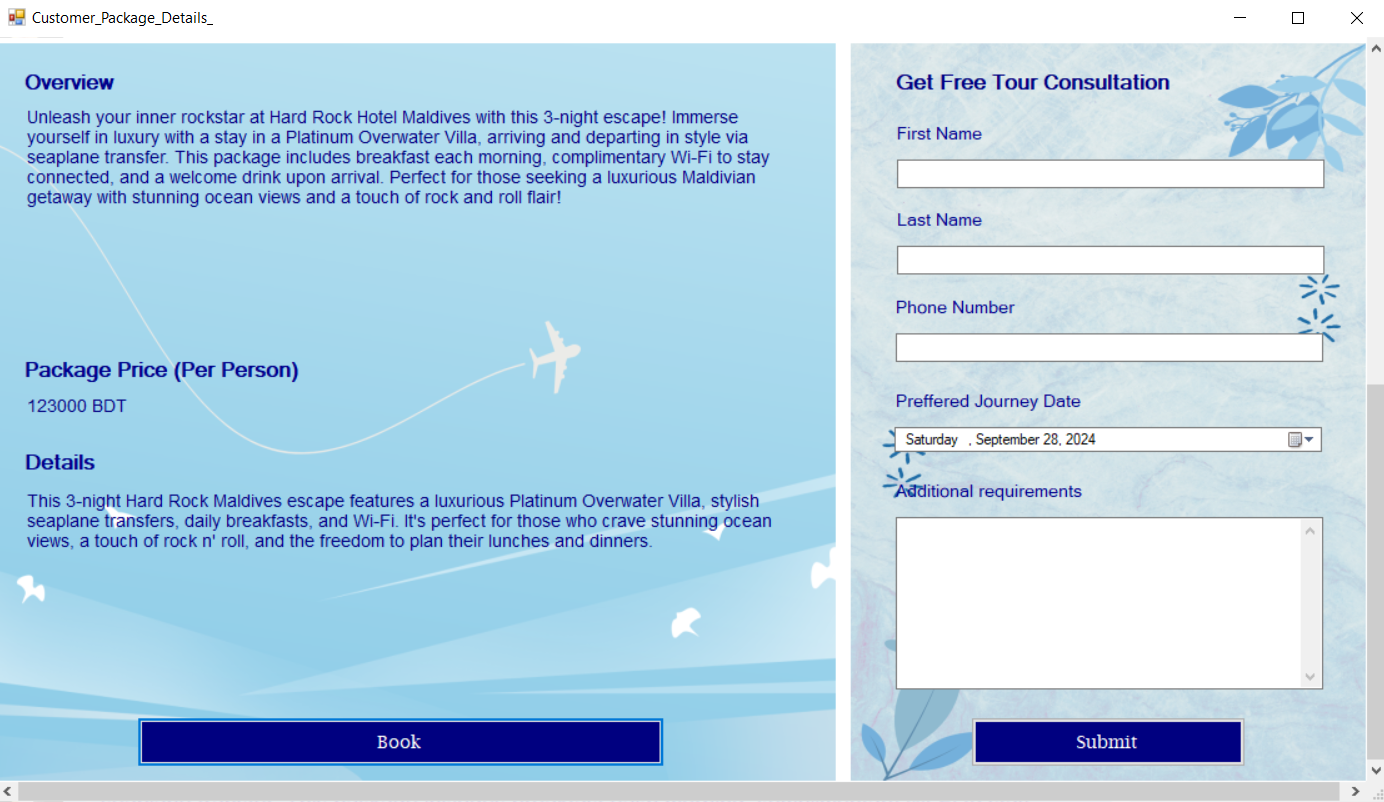 Customer_Package_Details_
Overview
Unleash your inner rockstar at Hard Rock Hotel Maldives with this 3-night escape! Immerse
yourself in luxury with a stay in a Platinum Overwater Villa, arriving and departing in style via
seaplane transfer. This package includes breakfast each morning, complimentary Wi-Fi to stay
connected, and a welcome drink upon arrival. Perfect for those seeking a luxurious Maldivian
getaway with stunning ocean views and a touch of rock and roll flair!
Package Price (Per Person)
123000 BDT
Details
This 3-night Hard Rock Maldives escape features a luxurious Platinum Overwater Villa, stylish
seaplane transfers, daily breakfasts, and Wi-Fi. It's perfect for those who crave stunning ocean
views, a touch of rock n' roll, and the freedom to plan their lunches and dinners.
Book
Get Free Tour Consultation
First Name
Last Name
Phone Number
Preffered Journey Date
Saturday , September 28, 2024
Additional requirements
Submit